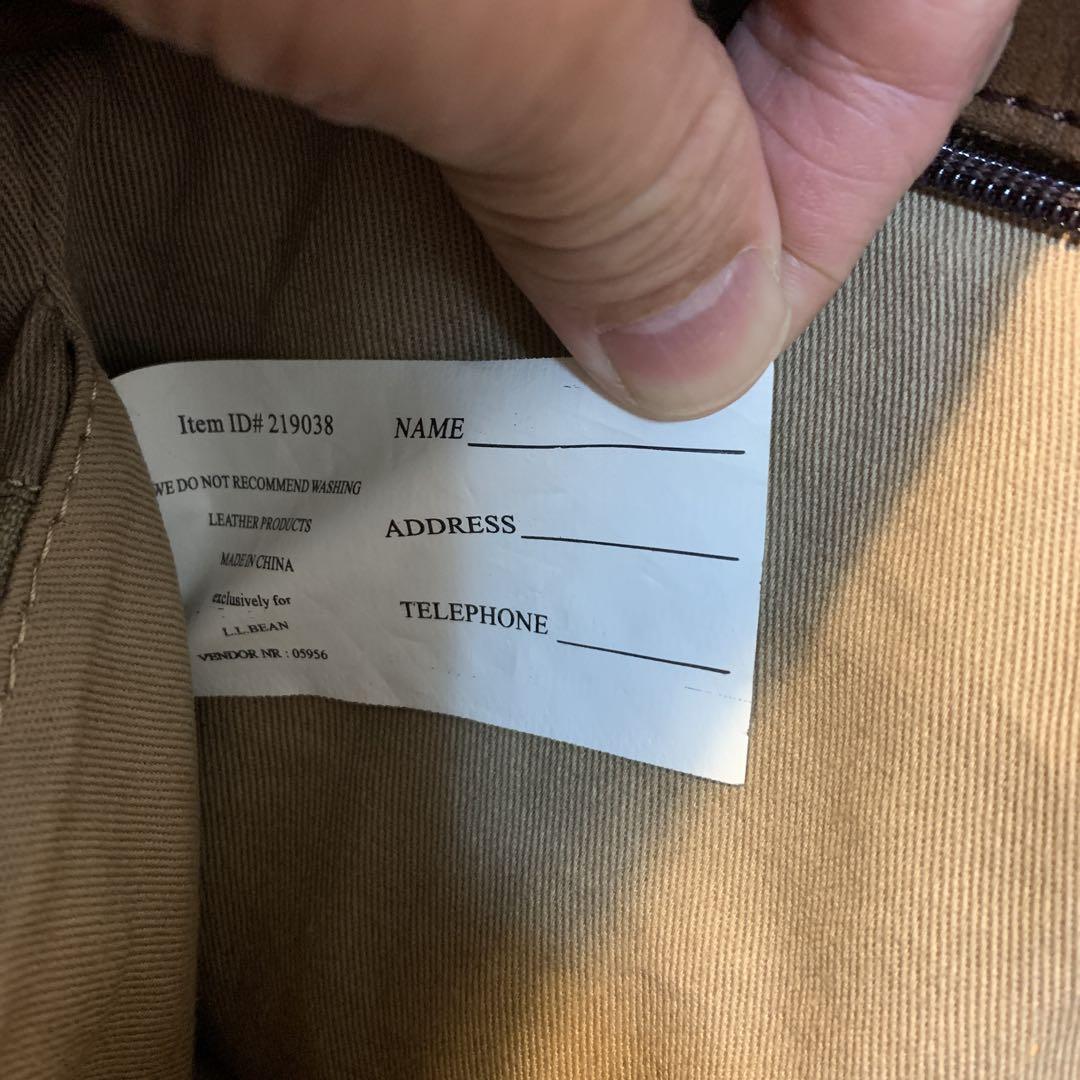 Item ID# 219038
WE DO NOT RECOMMEND WASHING
LEATHER PRODUCTS
MADE IN CHINA
exclusively for
L.L.BEAN
VENDOR NR : 05956
NAME
ADDRESS
TELEPHONE